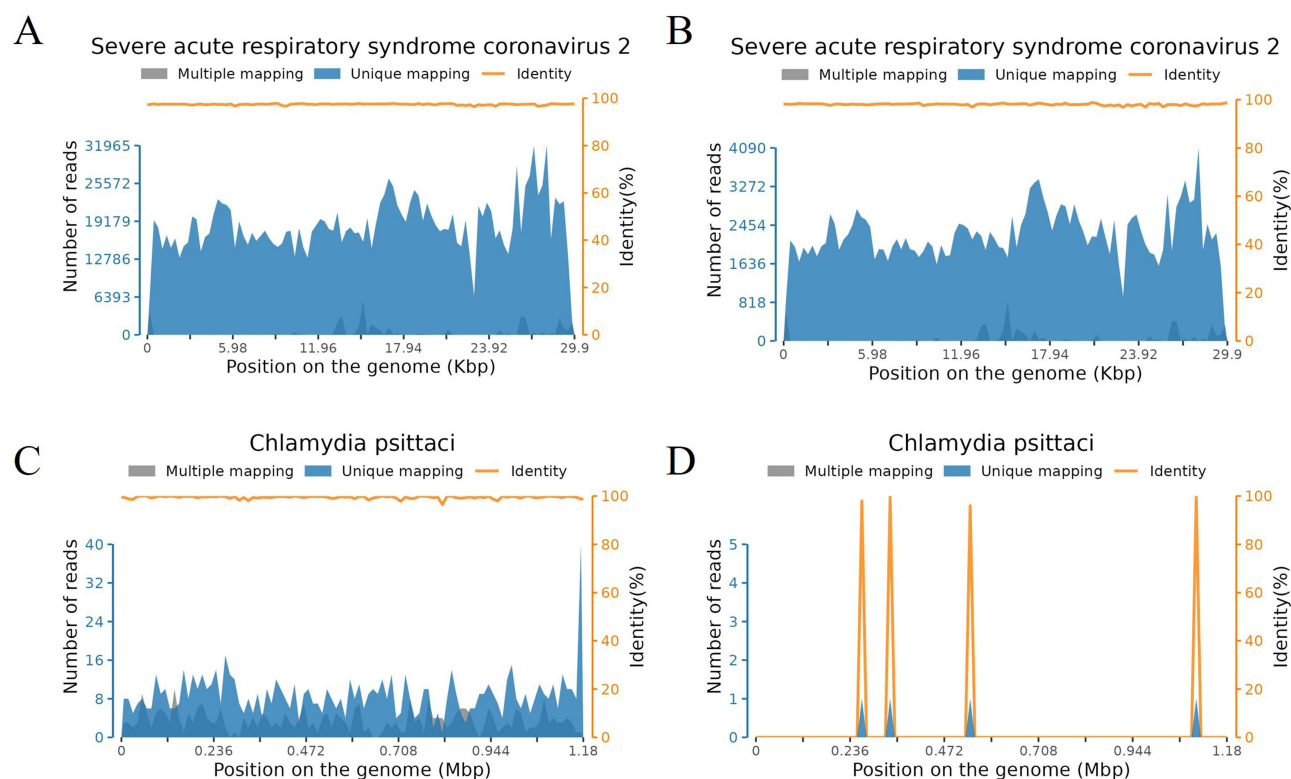 A
Severe acute respiratory syndrome coronavirus 2
Multiple mapping Unique mapping Identity
Number of reads
31965
25572
19179
12786
6393
0
100
80
60
40
20
0
Identity(%)
0 5.98 11.96 17.94 23.92 29.9
Position on the genome (Kbp)
B
Severe acute respiratory syndrome coronavirus 2
Multiple mapping Unique mapping Identity
Number of reads
4090
3272
2454
1636
818
0
100
80
60
40
20
0
Identity(%)
0 5.98 11.96 17.94 23.92 29.9
Position on the genome (Kbp)
C
Chlamydia psittaci
Multiple mapping Unique mapping Identity
Number of reads
40
32
24
16
8
0
100
80
60
40
20
0
Identity(%)
0 0.236 0.472 0.708 0.944 1.18
Position on the genome (Mbp)
D
Chlamydia psittaci
Multiple mapping Unique mapping Identity
Number of reads
5
4
3
2
1
0
100
80
60
40
20
0
Identity(%)
0 0.236 0.472 0.708 0.944 1.18
Position on the genome (Mbp)